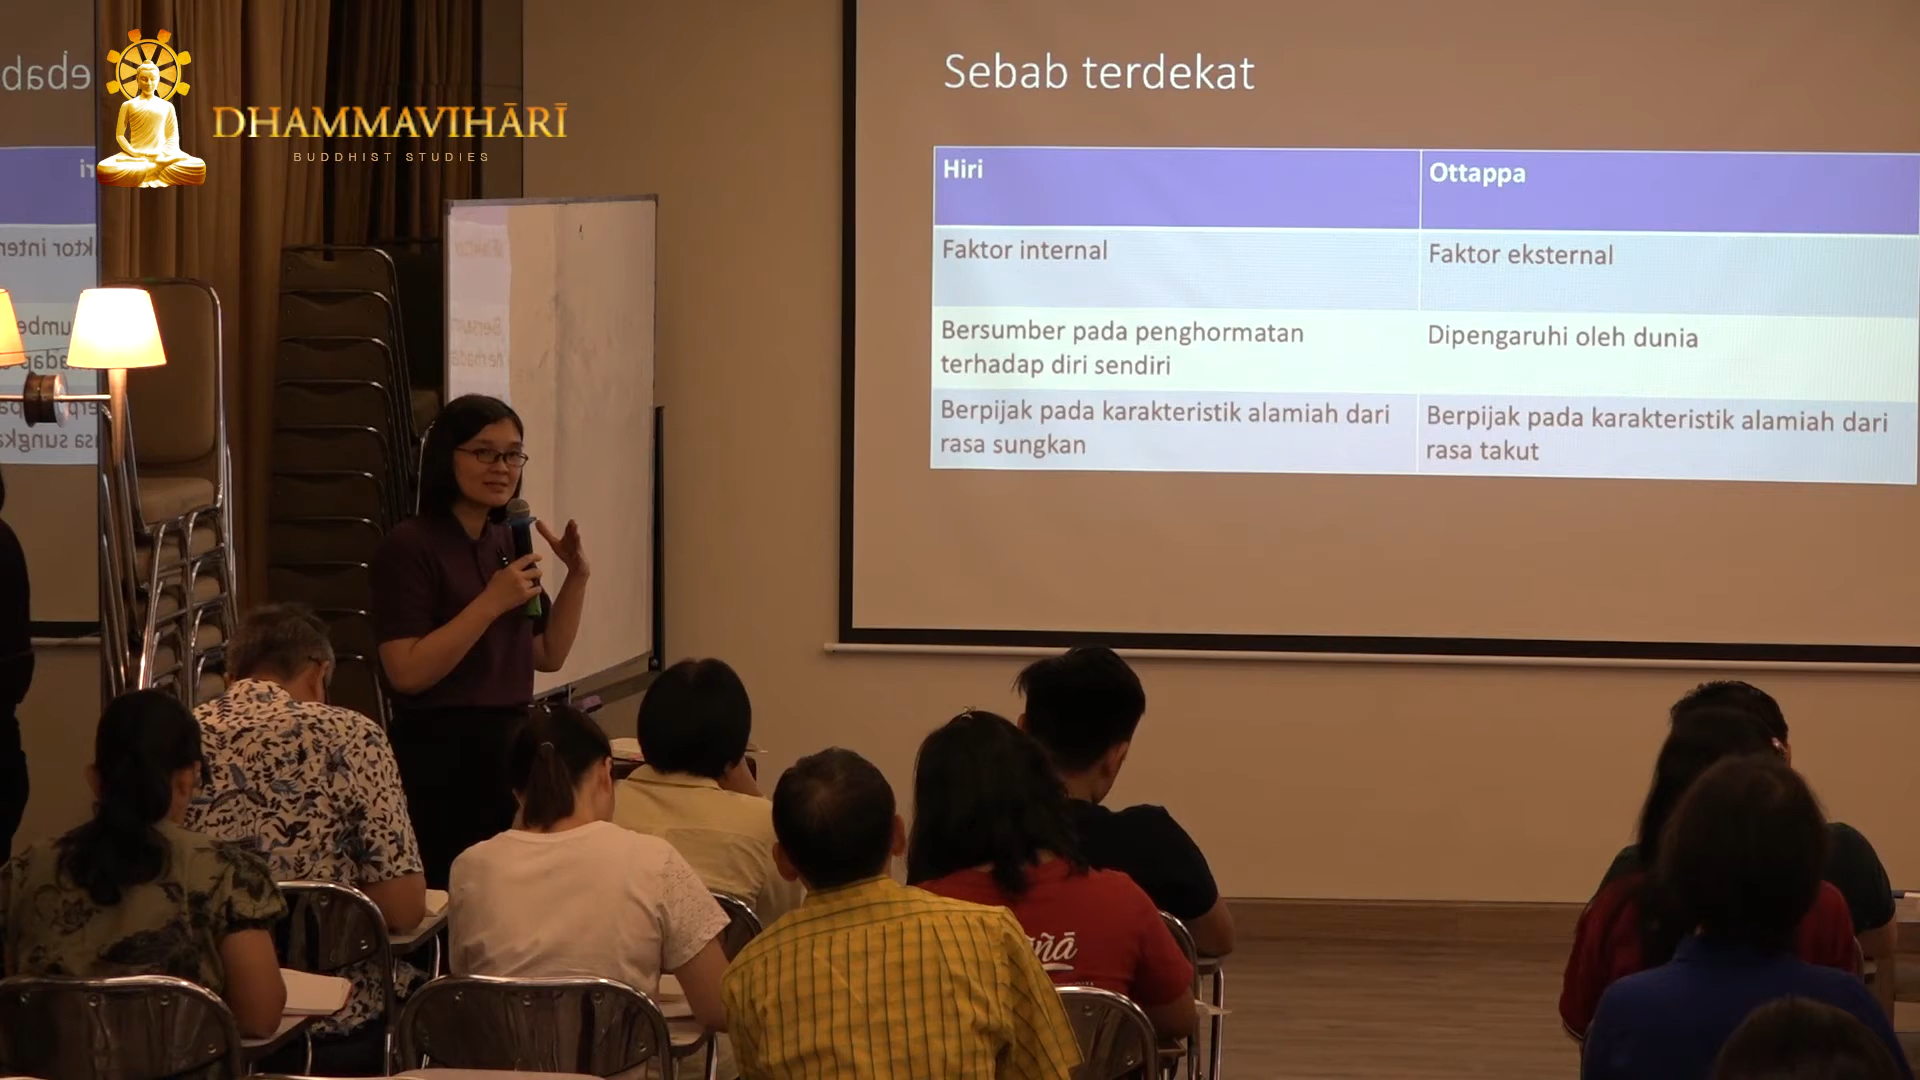 DHAMMAVIHĀRĪ
BUDDHIST STUDIES
Sebab terdekat
Hiri
Ottappa
Faktor internal
Faktor eksternal
Bersumber pada penghormatan
terhadap diri sendiri
Dipengaruhi oleh dunia
Berpijak pada karakteristik alamiah dari
rasa sungkan
Berpijak pada karakteristik alamiah dari
rasa takut